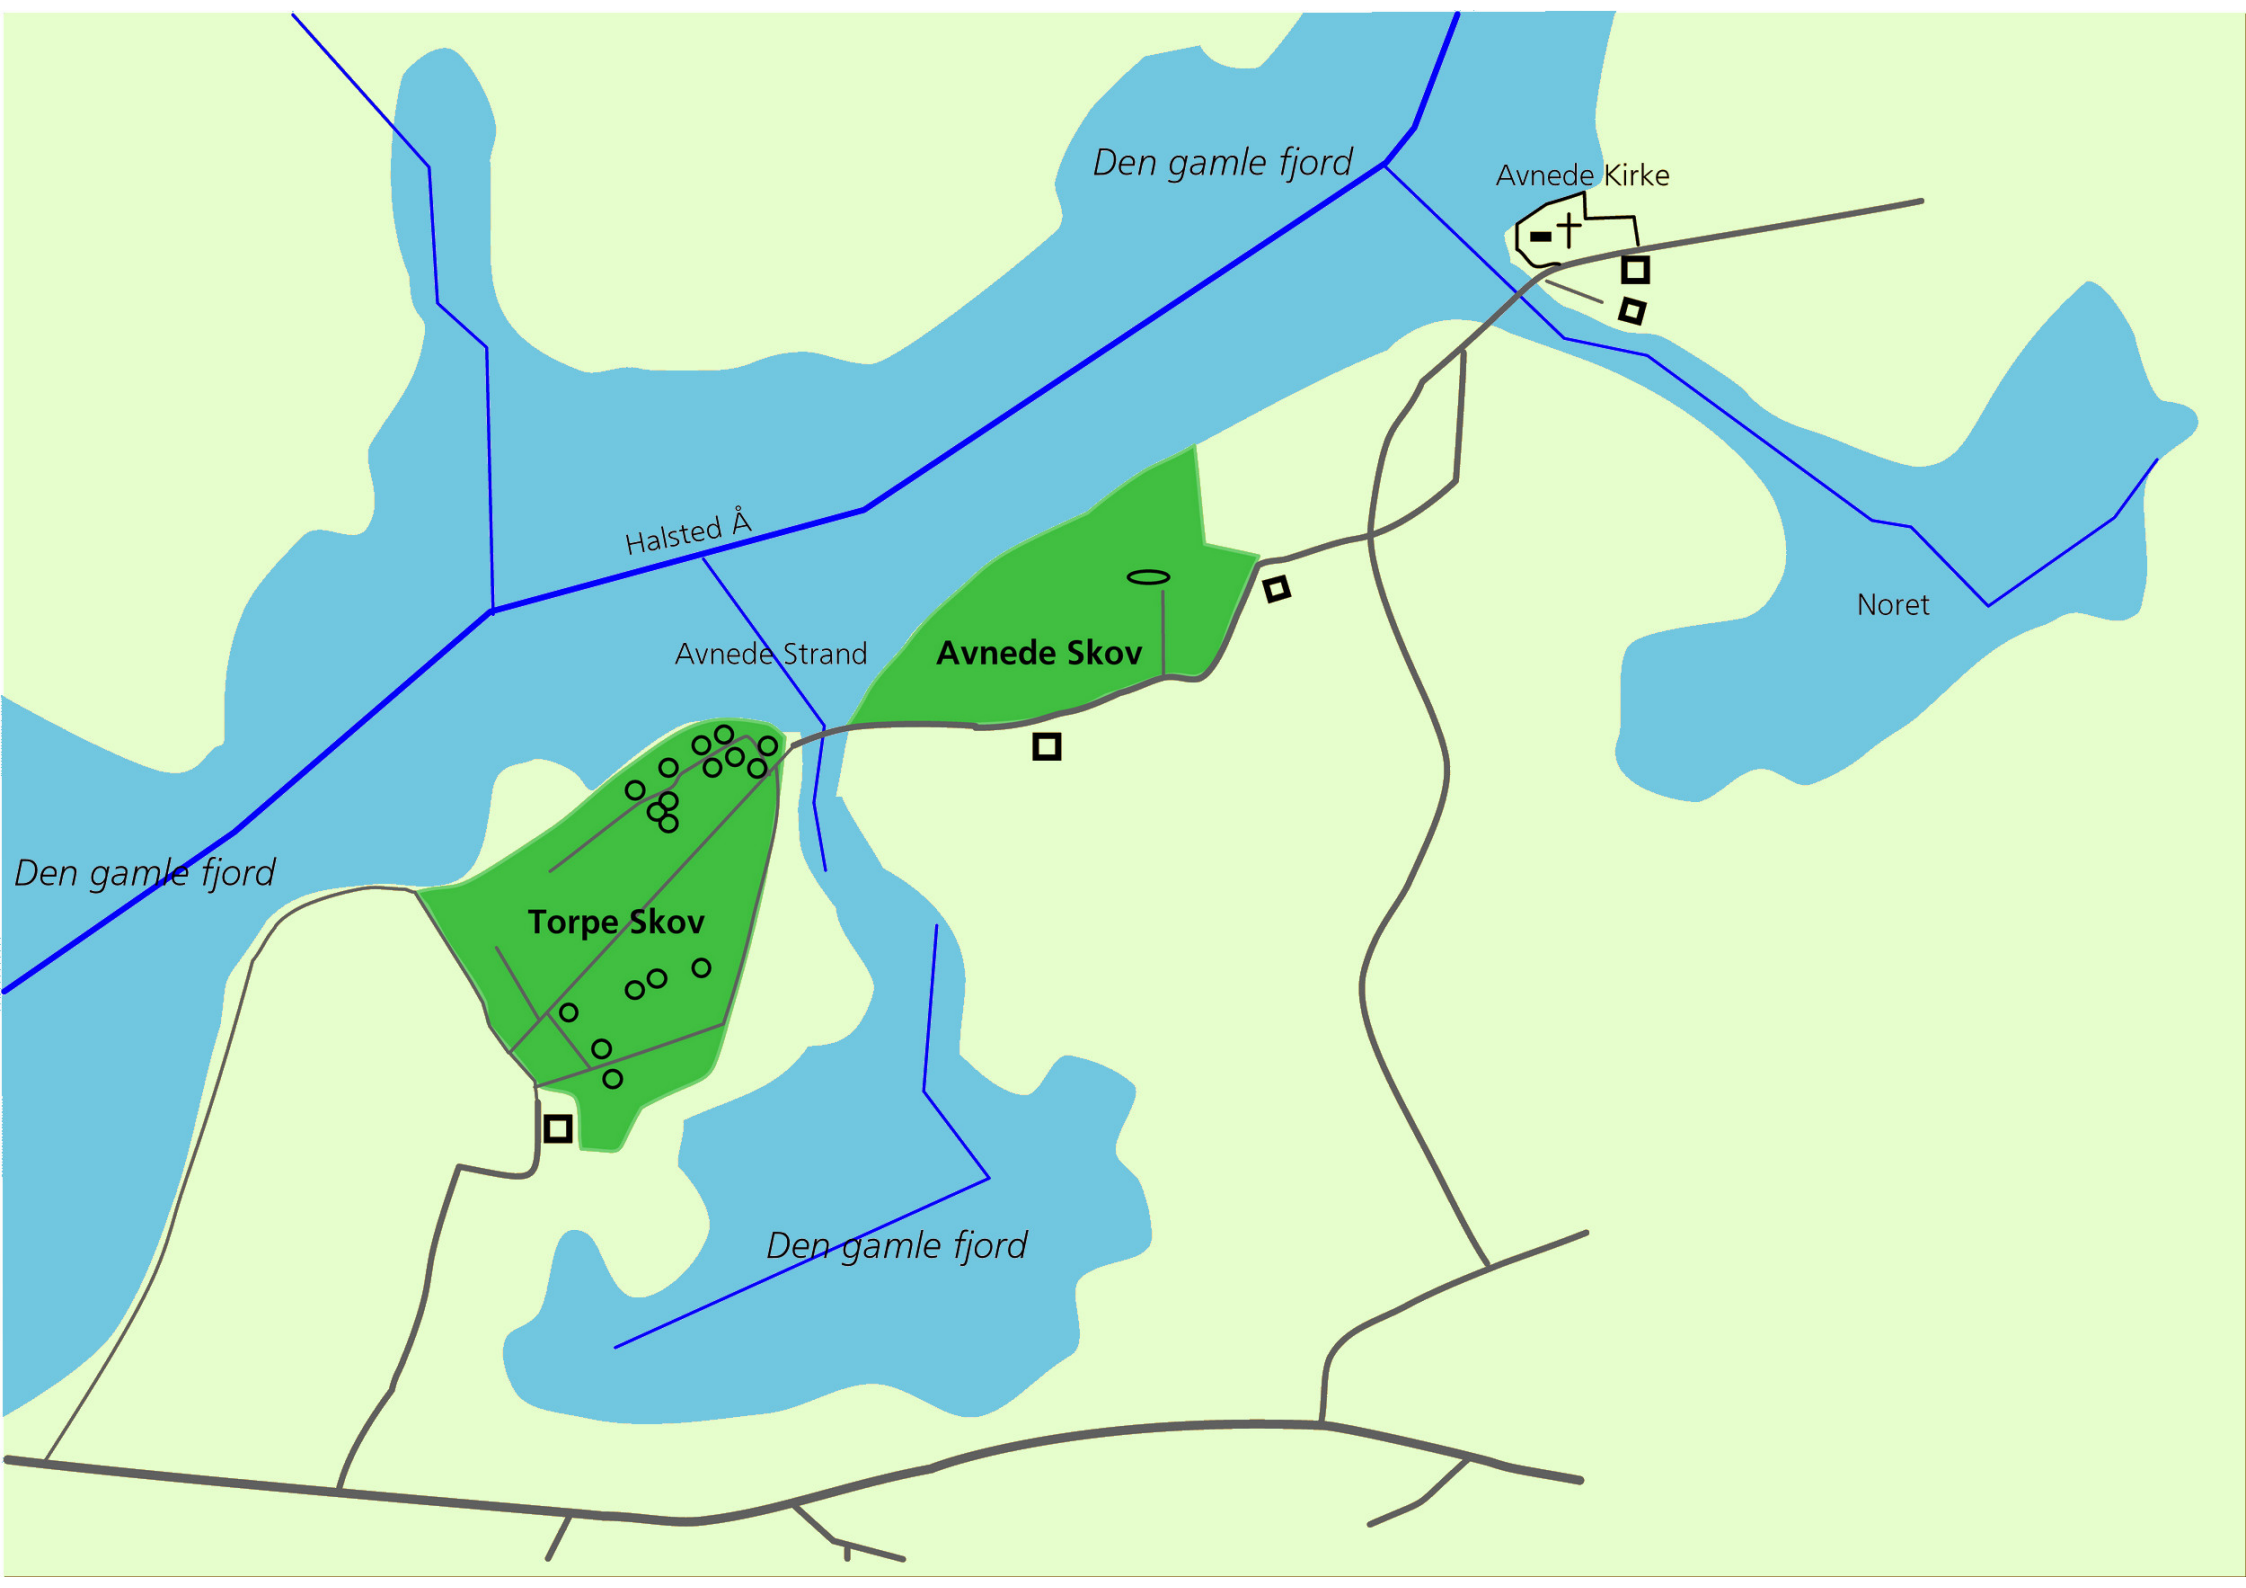 Den gamle fjord
Avnede Kirke
Halsted Å
Noret
Avnede Strand
Avnede Skov
Den gamle fjord
Torpe Skov
Den gamle fjord